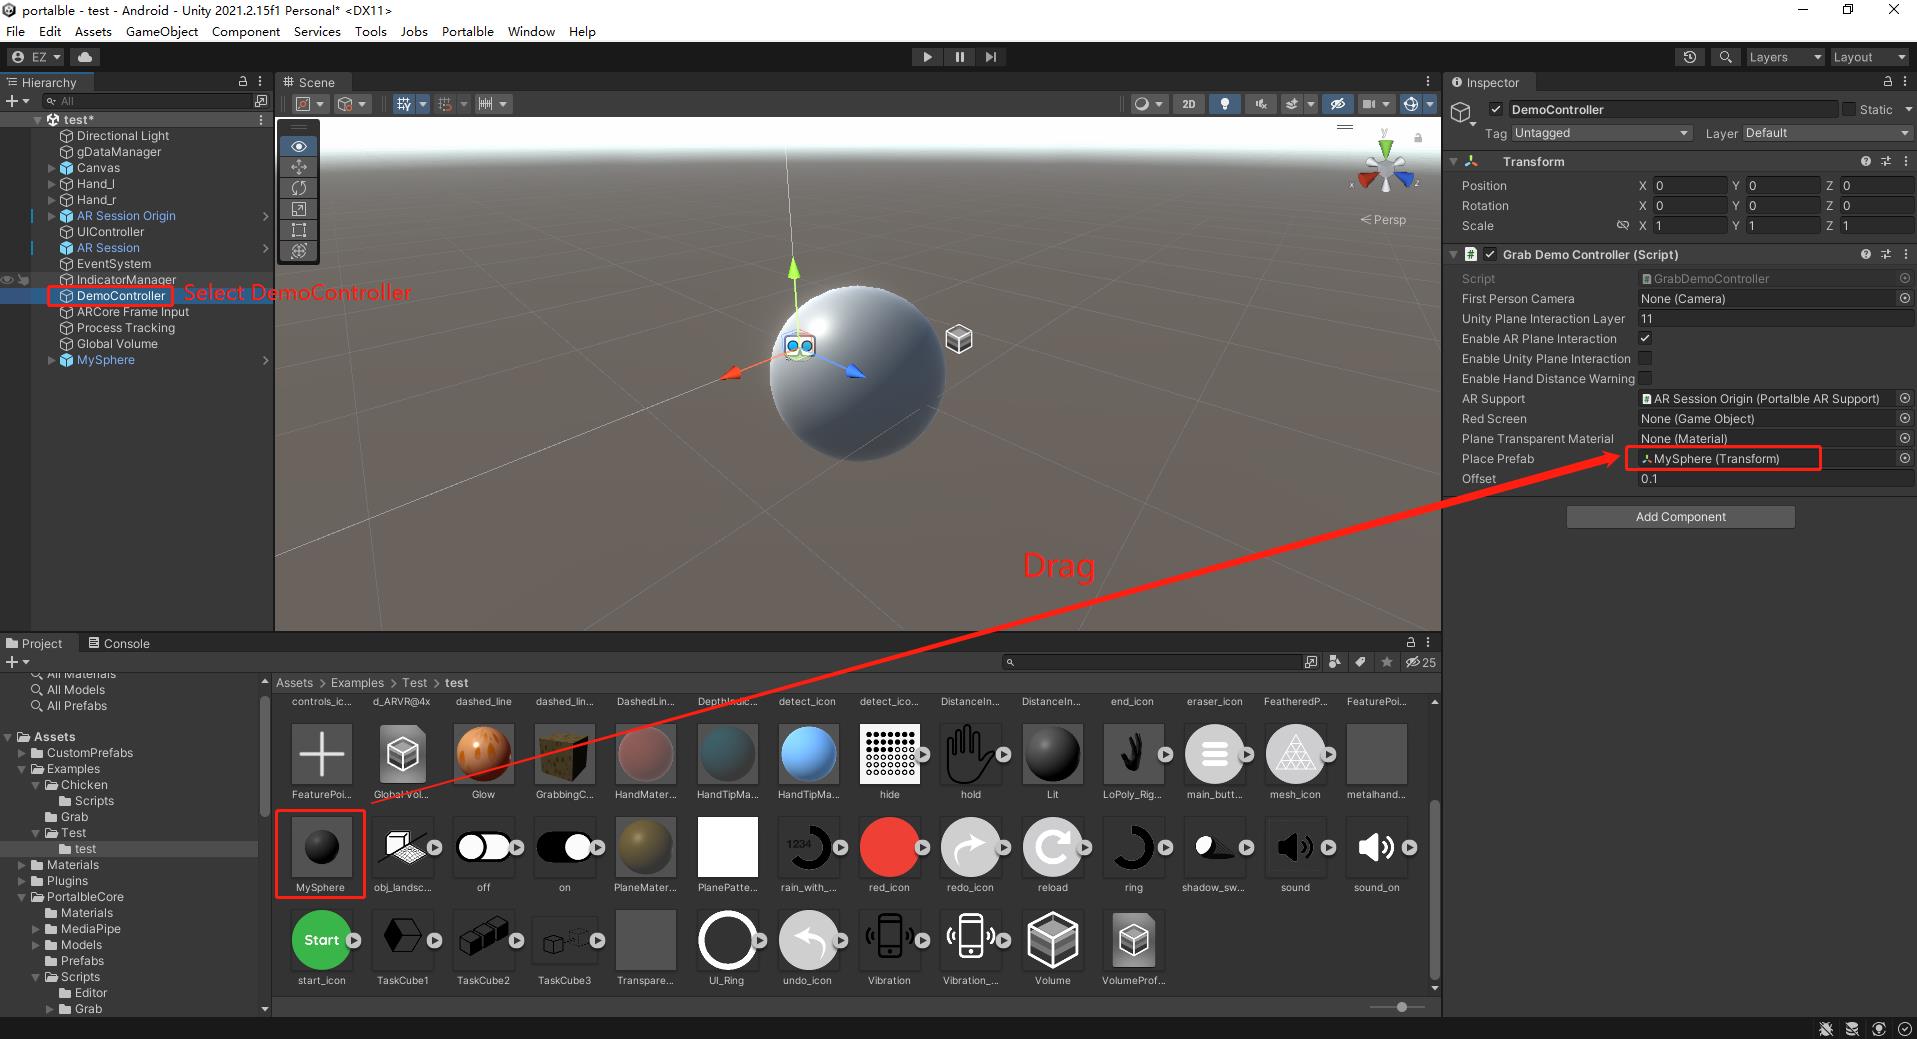 portalble - test - Android - Unity 2021.2.15f1 Personal* <DX11>
File Edit Assets GameObject Component Services Tools Jobs Portalble Window Help
EZ
Layers Layout
Hierarchy
All
test*
Directional Light
gDataManager
Canvas
Hand_l
Hand_r
AR Session Origin
UIController
AR Session
EventSystem
IndicatorManager
DemoController
Select DemoController
ARCore Frame Input
Process Tracking
Global Volume
MySphere
Scene
2D
y
x
z
Persp
Drag
Inspector
DemoController Static
Tag Untagged Layer Default
Transform
Position X 0 Y 0 Z 0
Rotation X 0 Y 0 Z 0
Scale X 1 Y 1 Z 1
Grab Demo Controller (Script)
Script GrabDemoController
First Person Camera None (Camera)
Unity Plane Interaction Layer 11
Enable AR Plane Interaction
Enable Unity Plane Interaction
Enable Hand Distance Warning
AR Support AR Session Origin (Portalble AR Support)
Red Screen None (Game Object)
Plane Transparent Material None (Material)
Place Prefab MySphere (Transform)
Offset 0.1
Add Component
Project Console
25
All Materials
All Models
All Prefabs
Assets
CustomPrefabs
Examples
Chicken
Scripts
Grab
Test
test
Materials
Plugins
PortalbleCore
Materials
MediaPipe
Models
Prefabs
Scripts
Editor
Grab
Assets > Examples > Test > test
controls_ic... d_ARVR@4x dashed_line dashed_lin... DashedLin... DepthIndic... detect_icon detect_ico... DistanceIn... DistanceIn... end_icon eraser_icon FeatheredP... FeaturePoi...
FeaturePoi... Global Vol... Glow GrabbingC... HandMater... HandTipMa... HandTipMa... hide hold Lit LoPoly_Rig... main_butt... mesh_icon metalhand...
1234
MySphere obj_landsc... off on PlaneMater... PlanePatte... rain_with_... red_icon redo_icon reload ring shadow_sw... sound sound_on
Start
start_icon TaskCube1 TaskCube2 TaskCube3 Transpare... UI_Ring undo_icon Vibration Vibration_... Volume VolumeProf...